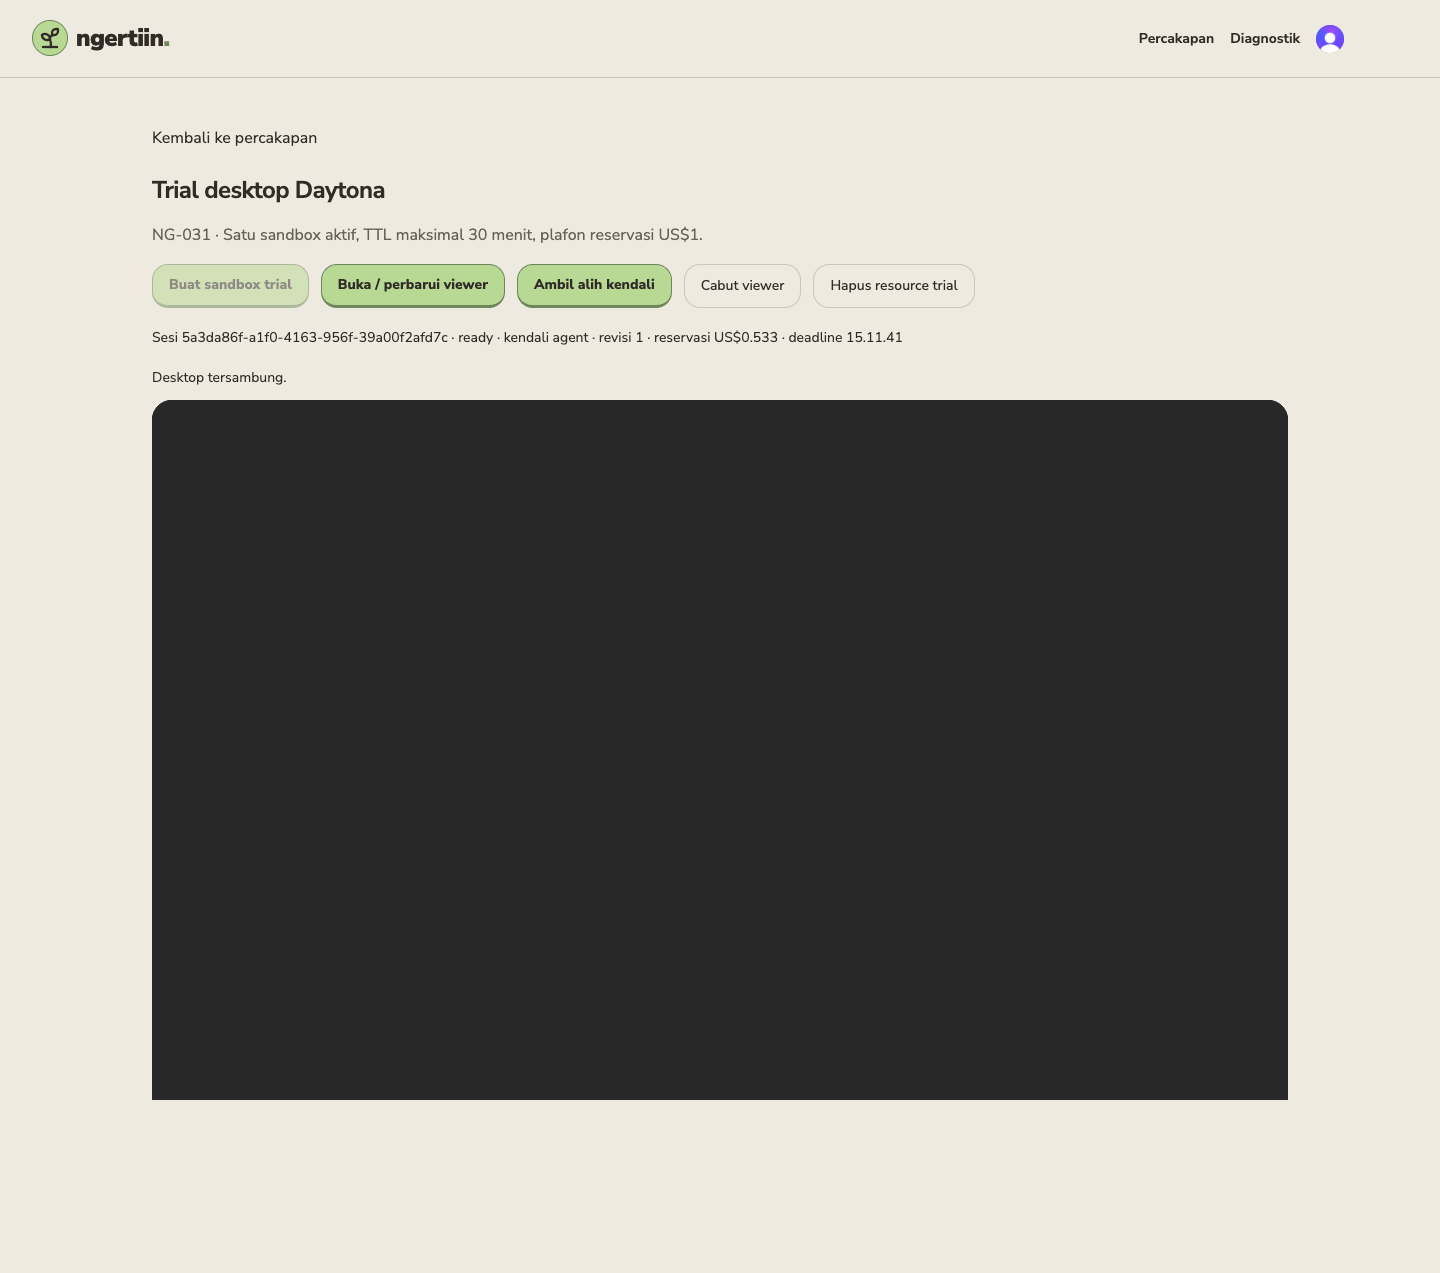 ngertiin.
Percakapan Diagnostik
Kembali ke percakapan
Trial desktop Daytona
NG-031 · Satu sandbox aktif, TTL maksimal 30 menit, plafon reservasi US$1.
Buat sandbox trial Buka / perbarui viewer Ambil alih kendali Cabut viewer Hapus resource trial
Sesi 5a3da86f-a1f0-4163-956f-39a00f2afd7c · ready · kendali agent · revisi 1 · reservasi US$0.533 · deadline 15.11.41
Desktop tersambung.